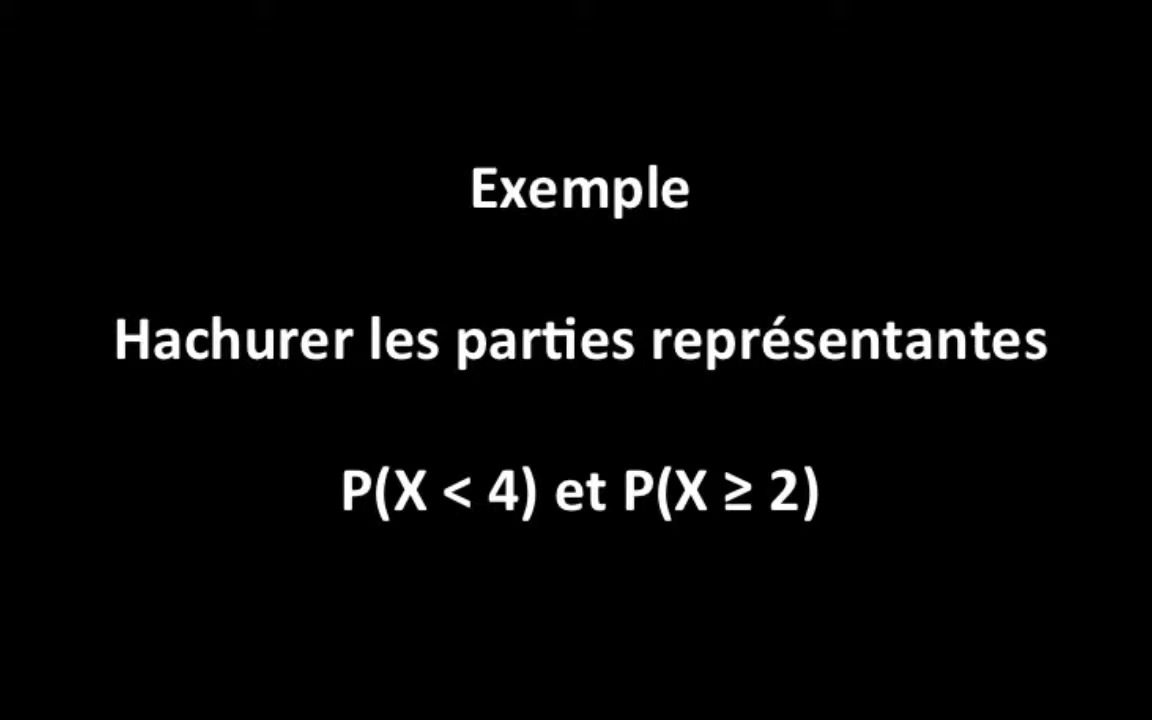 Exemple
Hachurer les parties représentantes
P(X < 4) et P(X ≥ 2)